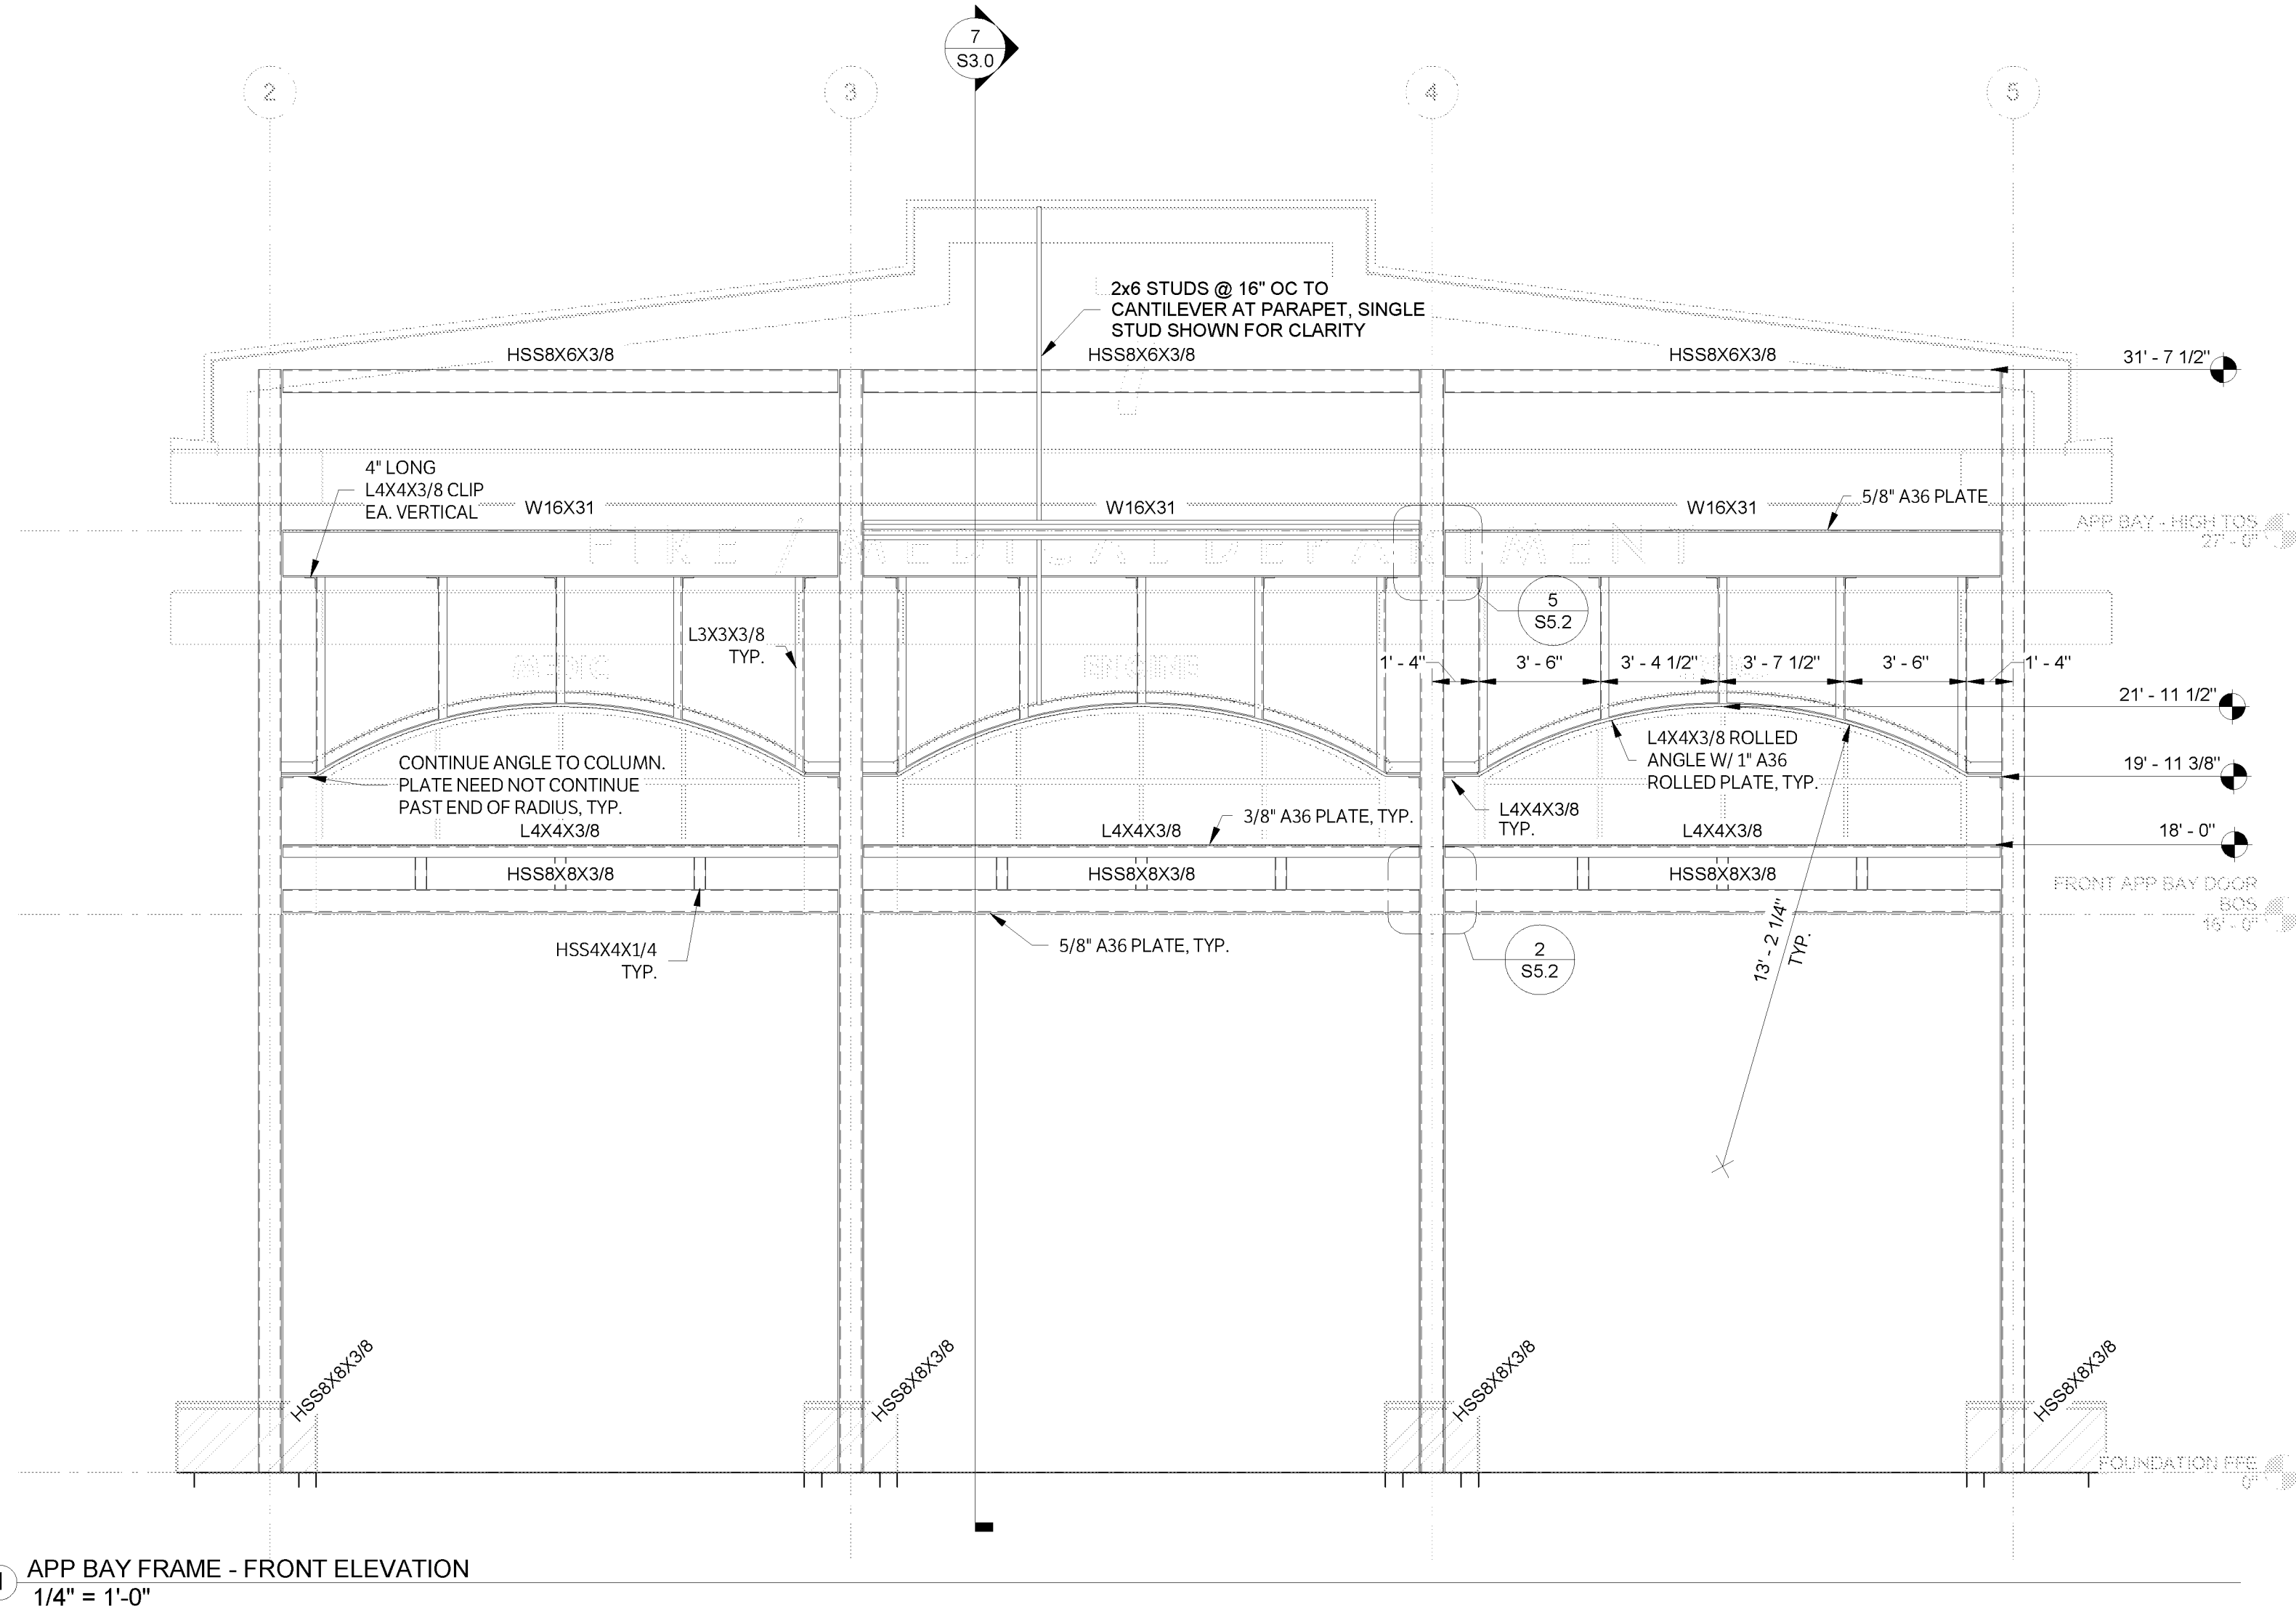 7
S3.0
2
3
4
5
2x6 STUDS @ 16" OC TO
CANTILEVER AT PARAPET, SINGLE
STUD SHOWN FOR CLARITY
HSS8X6X3/8
HSS8X6X3/8
HSS8X6X3/8
31' - 7 1/2"
4" LONG
L4X4X3/8 CLIP
EA. VERTICAL
W16X31
W16X31
W16X31
5/8" A36 PLATE
APP BAY - HIGH TOS
27' - 0"
FIRE / MEDICAL DEPARTMENT
5
S5.2
L3X3X3/8
TYP.
MEDIC
ENGINE
1' - 4"
3' - 6"
3' - 4 1/2"
3' - 7 1/2"
3' - 6"
1' - 4"
21' - 11 1/2"
CONTINUE ANGLE TO COLUMN.
PLATE NEED NOT CONTINUE
PAST END OF RADIUS, TYP.
L4X4X3/8 ROLLED
ANGLE W/ 1" A36
ROLLED PLATE, TYP.
19' - 11 3/8"
L4X4X3/8
TYP.
3/8" A36 PLATE, TYP.
L4X4X3/8
L4X4X3/8
L4X4X3/8
18' - 0"
HSS8X8X3/8
HSS8X8X3/8
HSS8X8X3/8
FRONT APP BAY DOOR
BOS
16' - 0"
HSS4X4X1/4
TYP.
5/8" A36 PLATE, TYP.
2
S5.2
13' - 2 1/4"
TYP.
HSS8X8X3/8
HSS8X8X3/8
HSS8X8X3/8
HSS8X8X3/8
FOUNDATION FFE
0"
1
APP BAY FRAME - FRONT ELEVATION
1/4" = 1'-0"